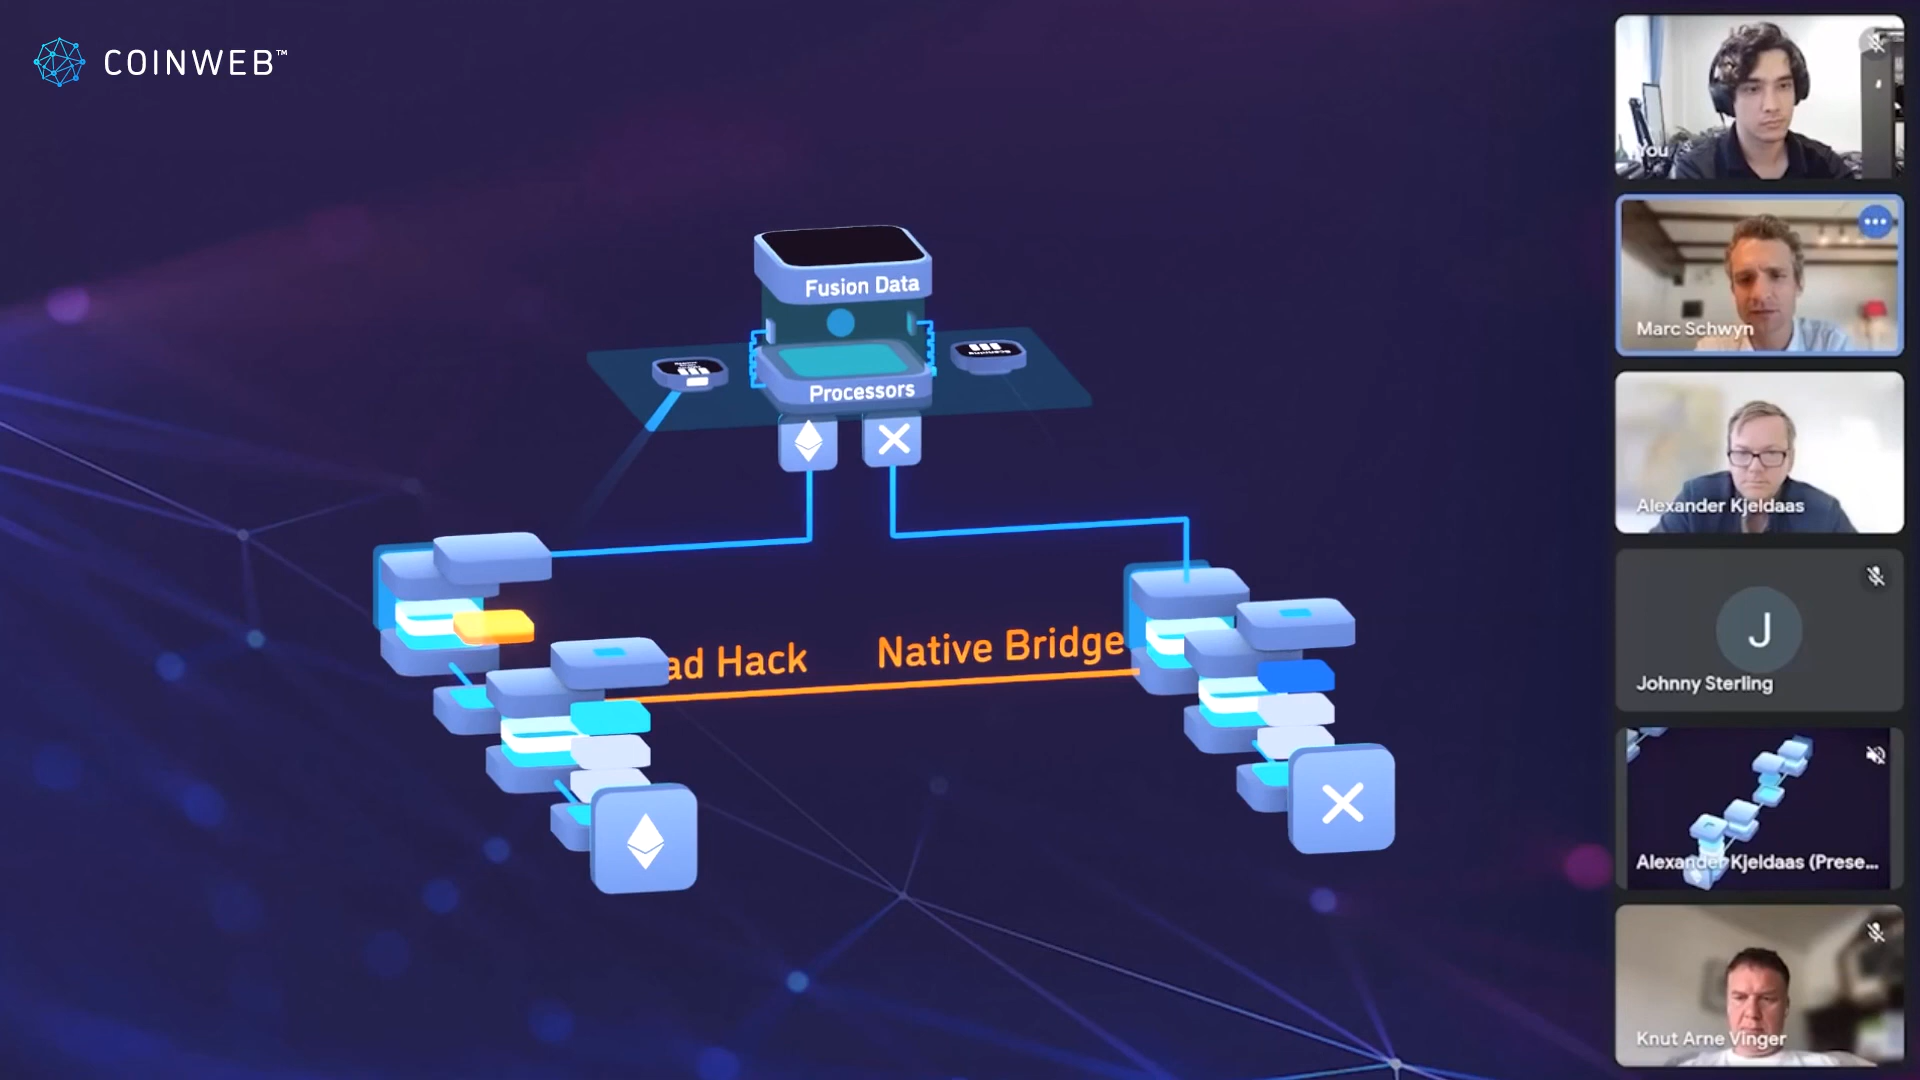 COINWEB™
Fusion Data
Processors
ad Hack
Native Bridge
You
Marc Schwyn
Alexander Kjeldaas
J
Johnny Sterling
Alexander Kjeldaas (Prese...
Knut Arne Vinger